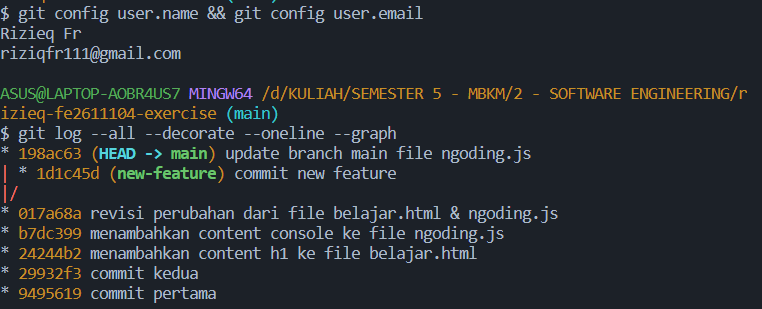 $ git config user.name && git config user.email
Rizieq Fr
riziqfr111@gmail.com
ASUS@LAPTOP-AOBR4US7 MINGW64 /d/KULIAH/SEMESTER 5 - MBKM/2 - SOFTWARE ENGINEERING/r
izieq-fe2611104-exercise (main)
$ git log --all --decorate --oneline --graph
* 198ac63 (HEAD -> main) update branch main file ngoding.js
| * 1d1c45d (new-feature) commit new feature
|/
* 017a68a revisi perubahan dari file belajar.html & ngoding.js
* b7dc399 menambahkan content console ke file ngoding.js
* 24244b2 menambahkan content h1 ke file belajar.html
* 29932f3 commit kedua
* 9495619 commit pertama